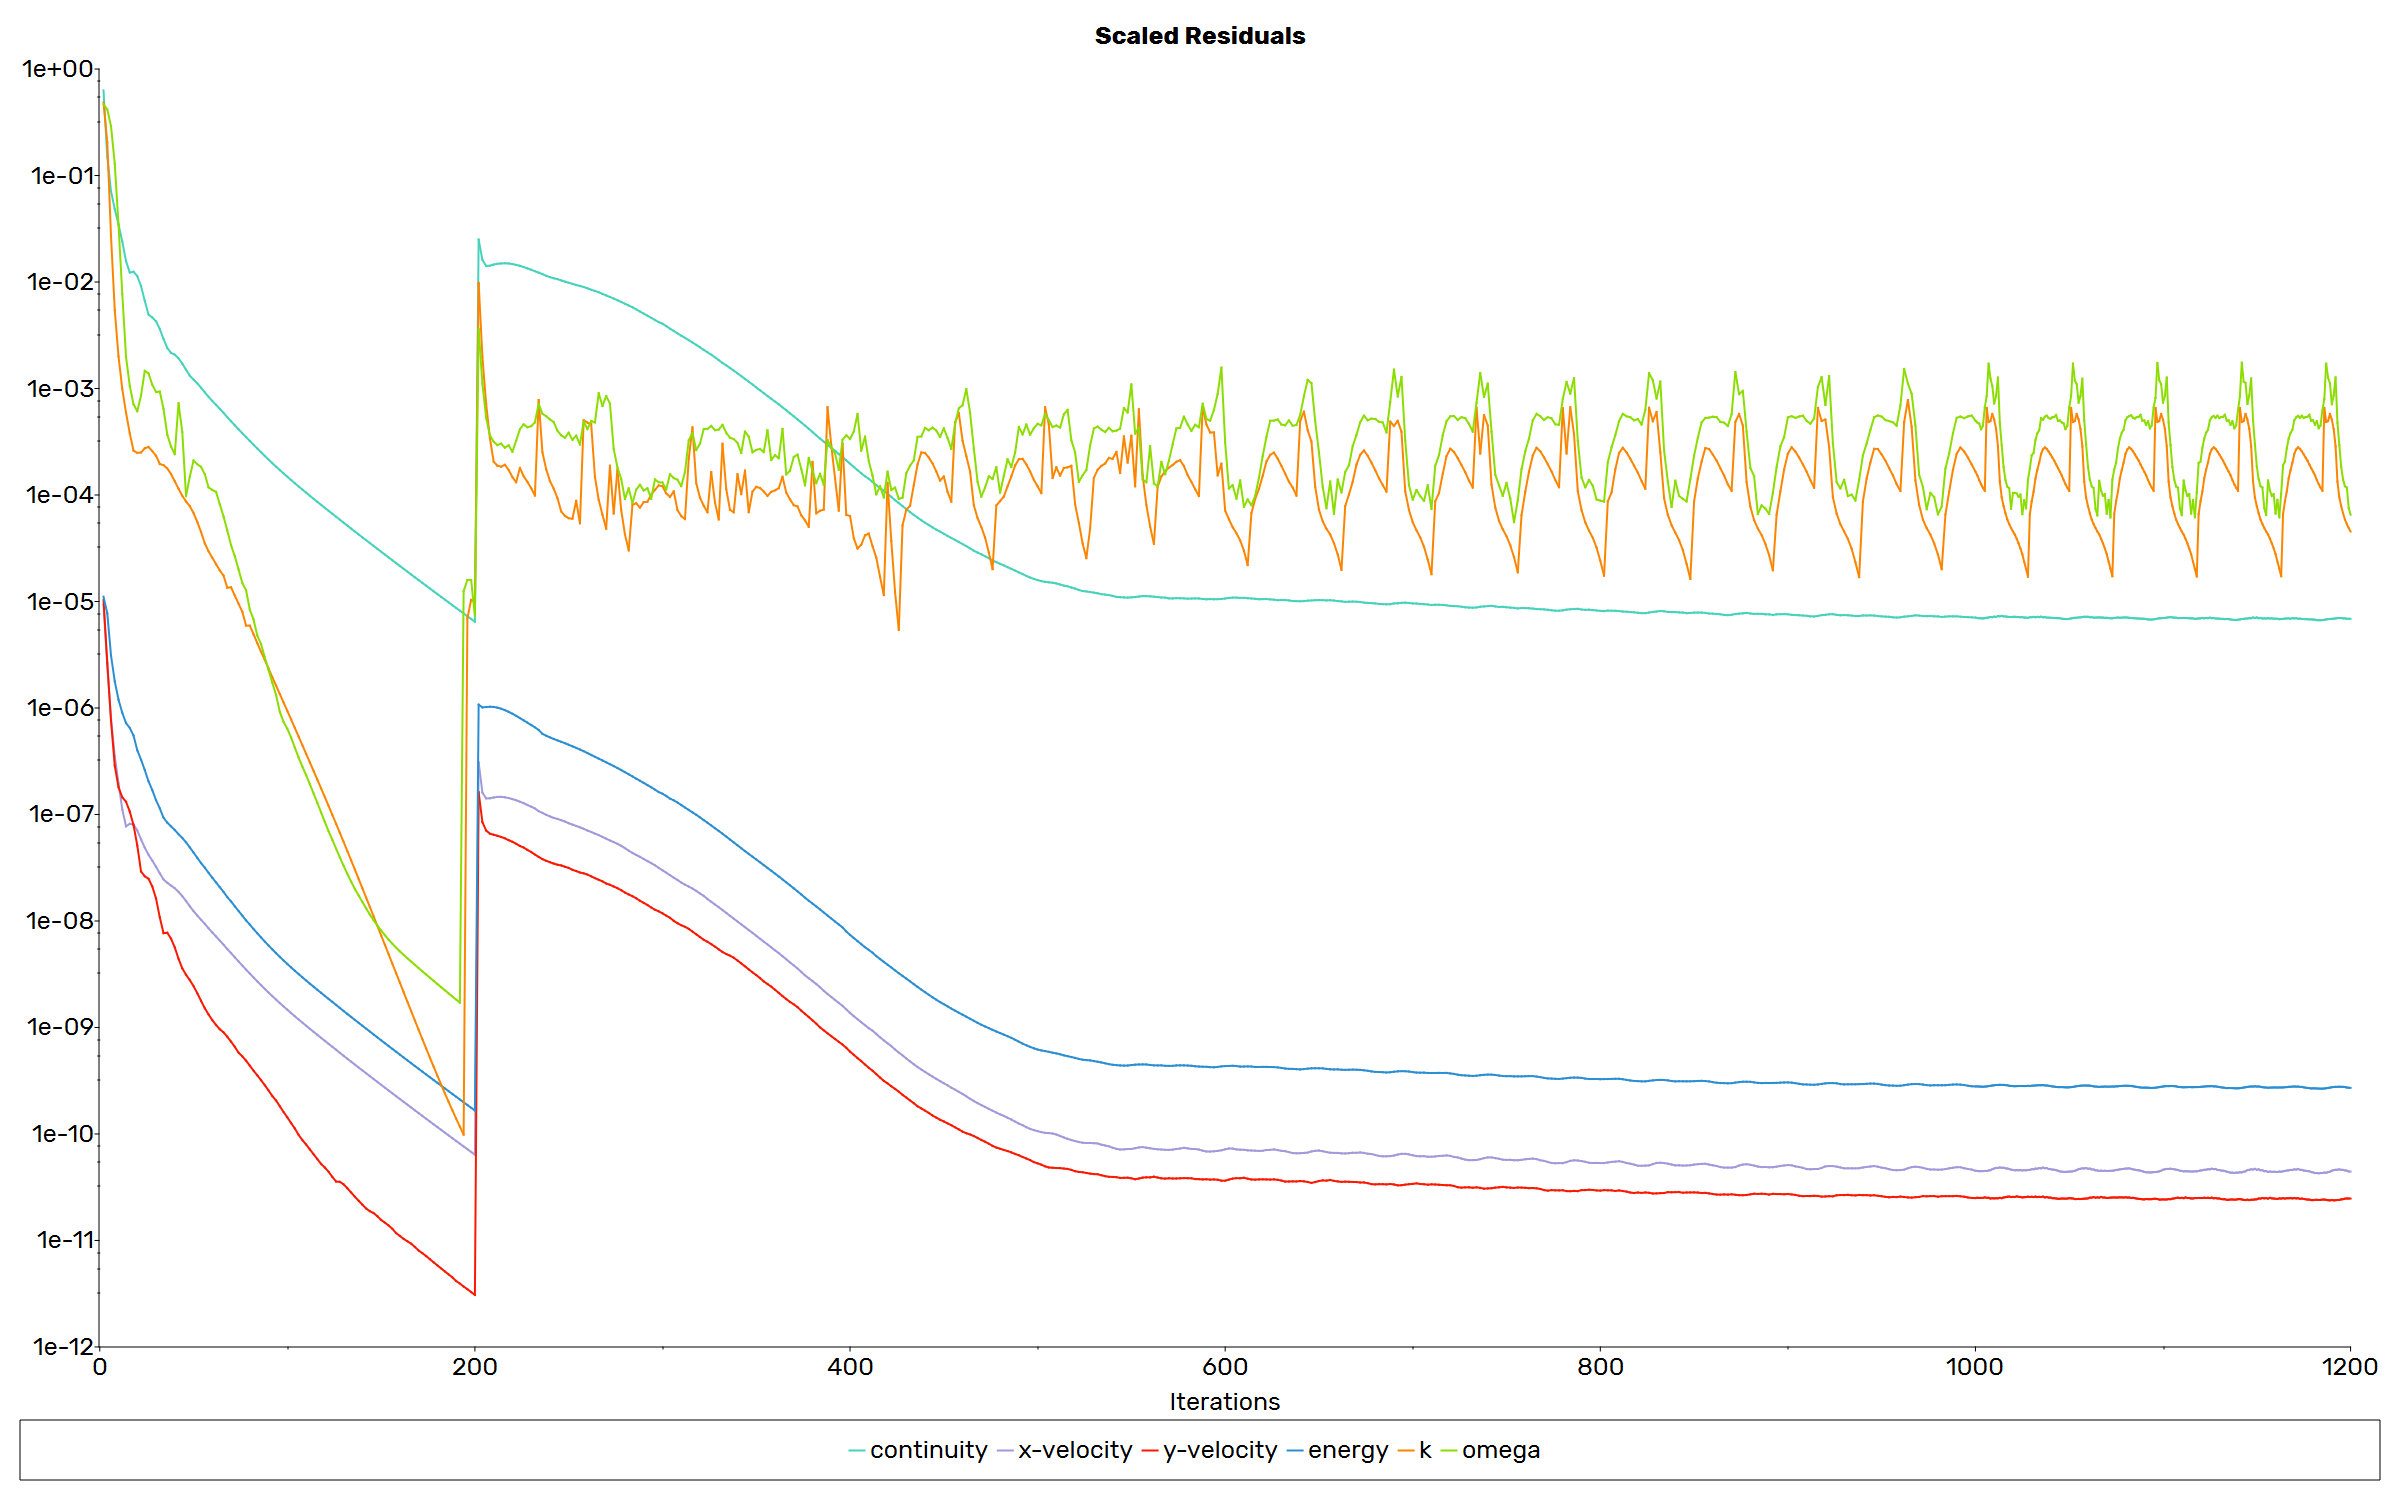 Scaled Residuals
1e+00
1e-01
1e-02
1e-03
1e-04
1e-05
1e-06
1e-07
1e-08
1e-09
1e-10
1e-11
1e-12
0 200 400 600 800 1000 1200
Iterations
continuity x-velocity y-velocity energy k omega